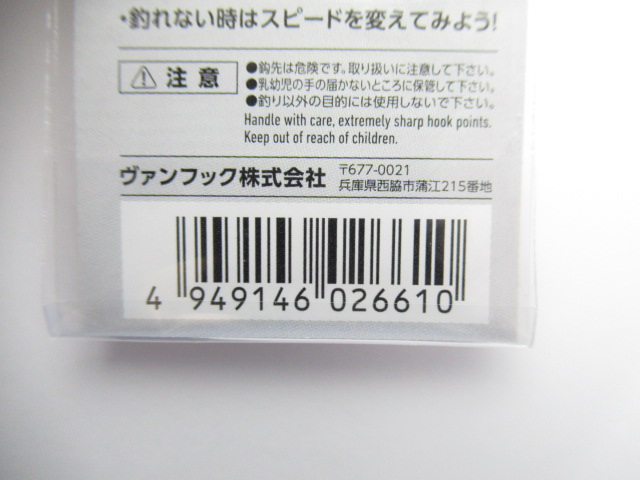 ・釣れない時はスピードを変えてみよう!
注意
●鈎先は危険です。取り扱いに注意して下さい。
●乳幼児の手の届かないところに保管して下さい。
●釣り以外の目的には使用しないで下さい。
Handle with care, extremely sharp hook points.
Keep out of reach of children.
ヴァンフック株式会社
〒677-0021
兵庫県西脇市蒲江215番地
4 949146 026610